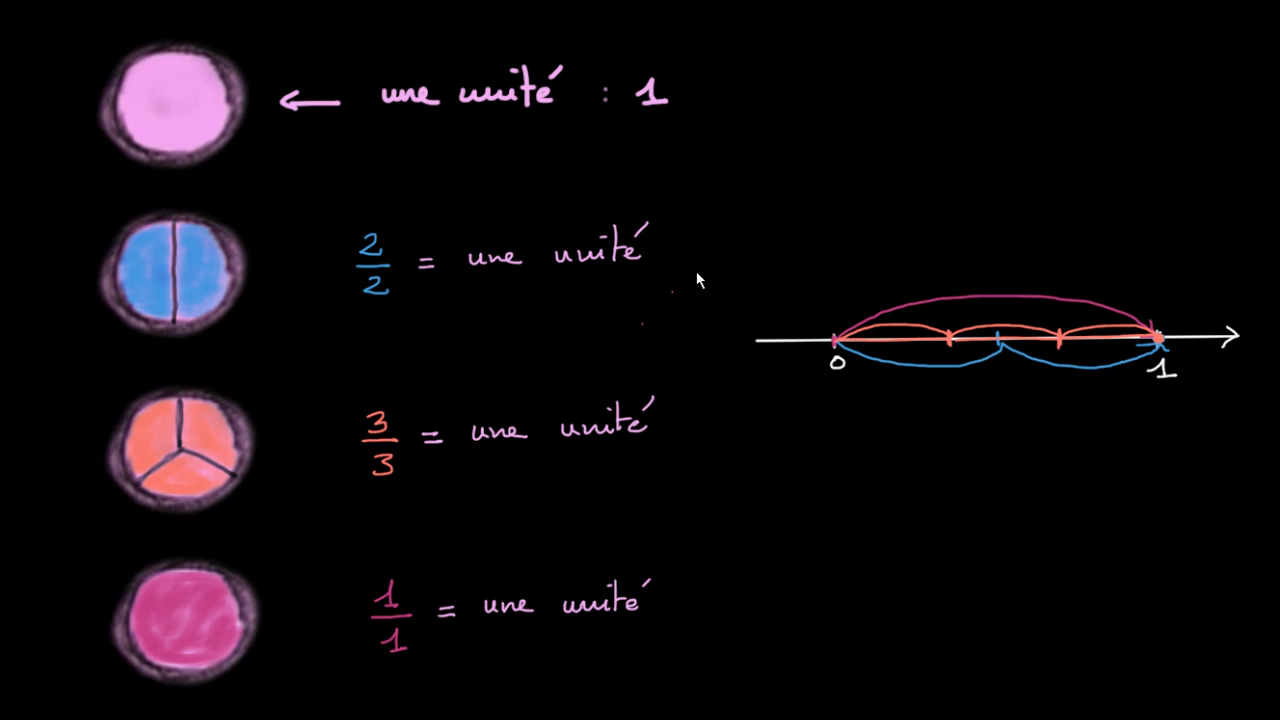 une unité : 1
2/2 = une unité
0 1
3/3 = une unité
1/1 = une unité